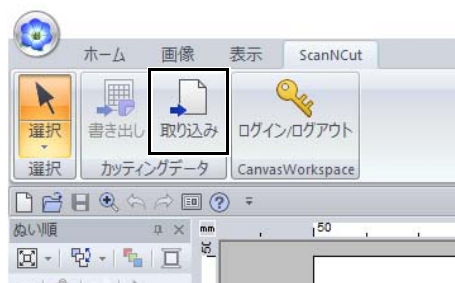 ホーム 画像 表示 ScanNCut
選択 書き出し 取り込み ログイン/ログアウト
選択 カッティングデータ CanvasWorkspace
ぬい順 mm 50
50